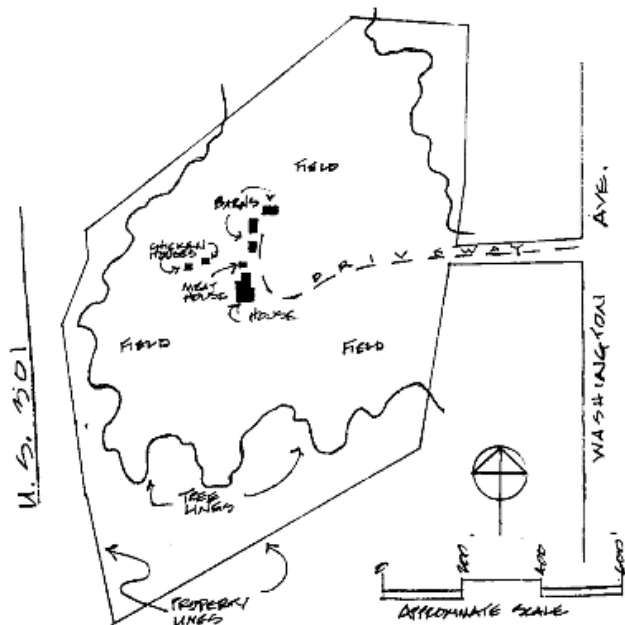 FIELD
BARNS
AVE.
CHICKEN
HOUSES
DRIVEWAY
MEAT
HOUSE
HOUSE
FIELD
FIELD
U.S. 301
WASHINGTON
TREE
LINES
PROPERTY
LINES
0 200' 400 600'
APPROXIMATE SCALE